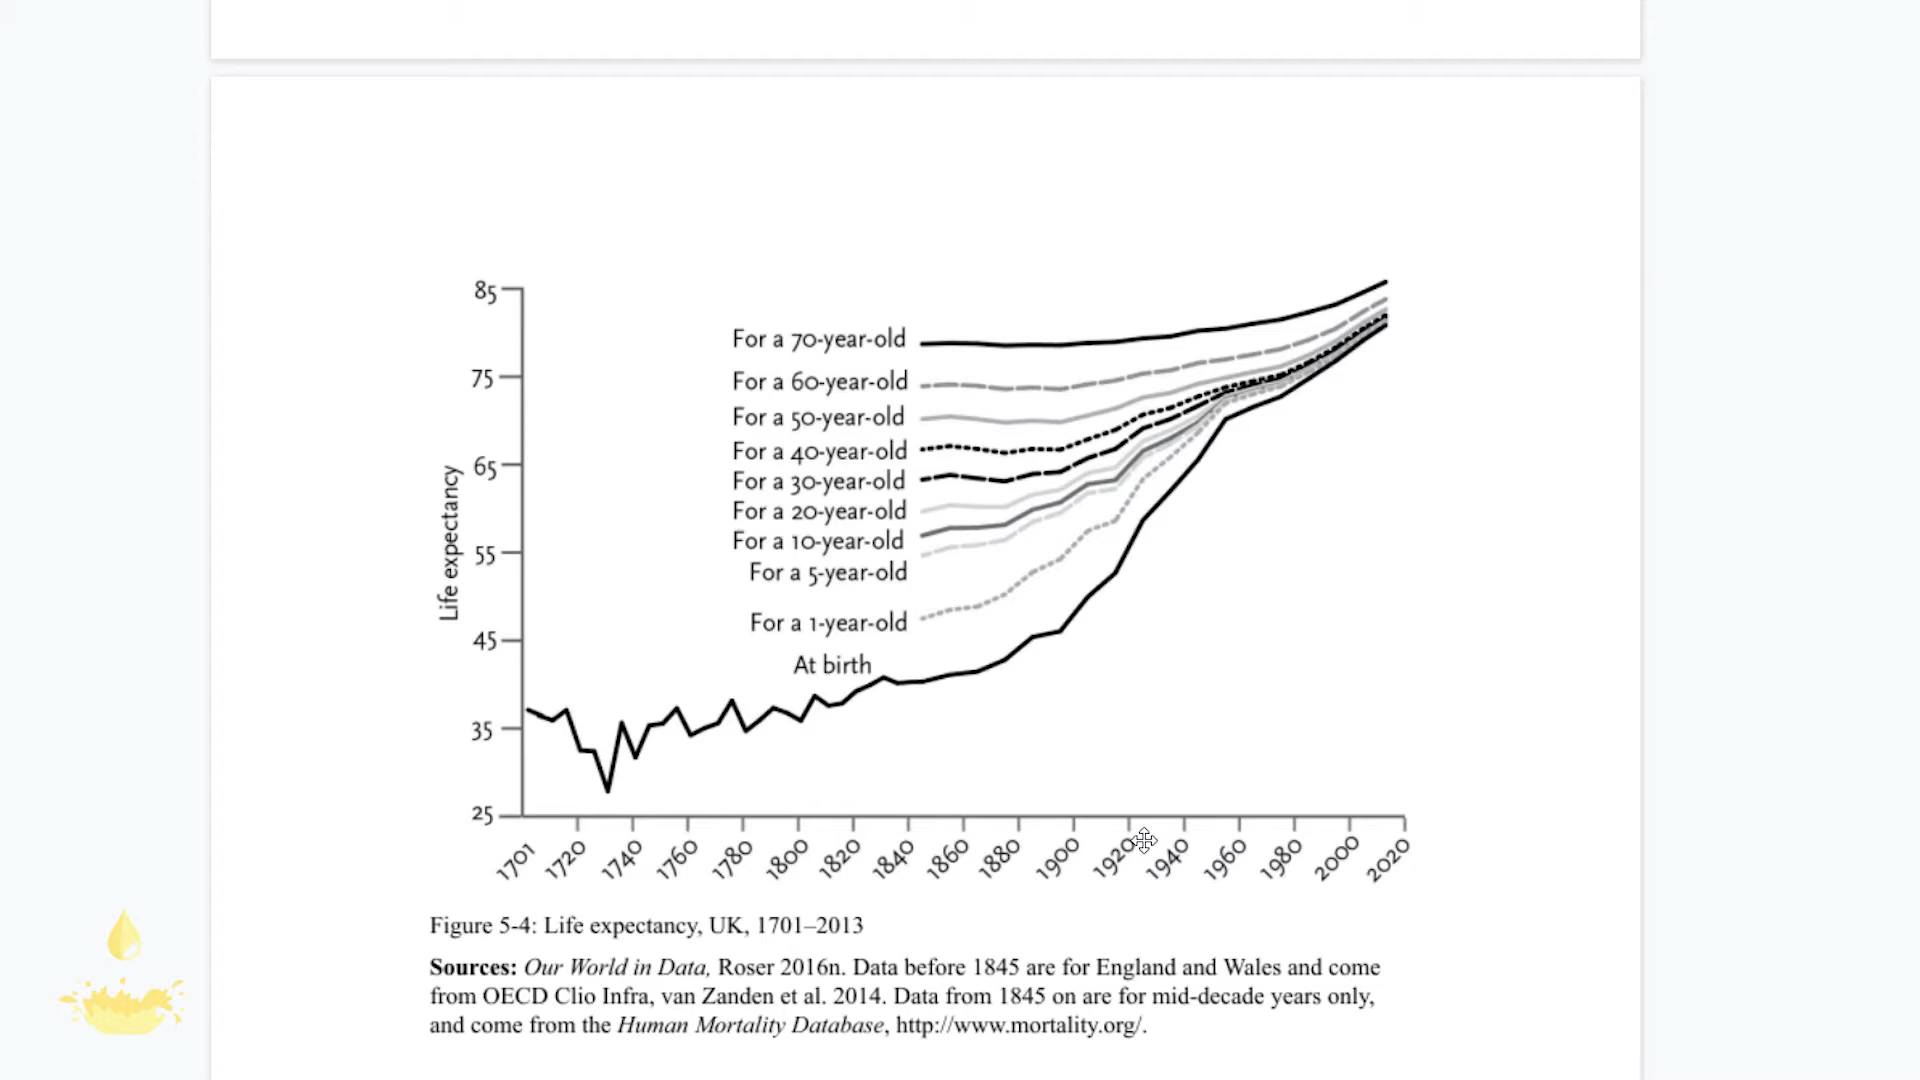 85
75
65
55
45
35
25
Life expectancy
For a 70-year-old
For a 60-year-old
For a 50-year-old
For a 40-year-old
For a 30-year-old
For a 20-year-old
For a 10-year-old
For a 5-year-old
For a 1-year-old
At birth
1701 1720 1740 1760 1780 1800 1820 1840 1860 1880 1900 1920 1940 1960 1980 2000 2020
Figure 5-4: Life expectancy, UK, 1701–2013
Sources: Our World in Data, Roser 2016n. Data before 1845 are for England and Wales and come
from OECD Clio Infra, van Zanden et al. 2014. Data from 1845 on are for mid-decade years only,
and come from the Human Mortality Database, http://www.mortality.org/.